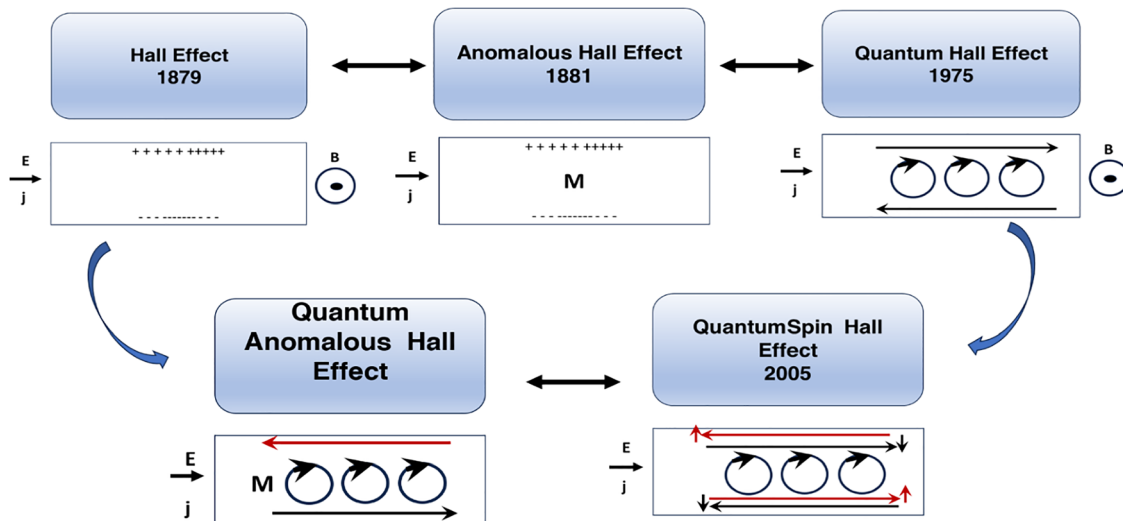 Hall Effect
1879
Anomalous Hall Effect
1881
Quantum Hall Effect
1975
E
j
+ + + + + + +++++
- - - -------- - - -
B
E
j
+ + + + + + +++++
M
- - - -------- - - -
E
j
B
Quantum
Anomalous Hall
Effect
QuantumSpin Hall
Effect
2005
E
j
M
E
j